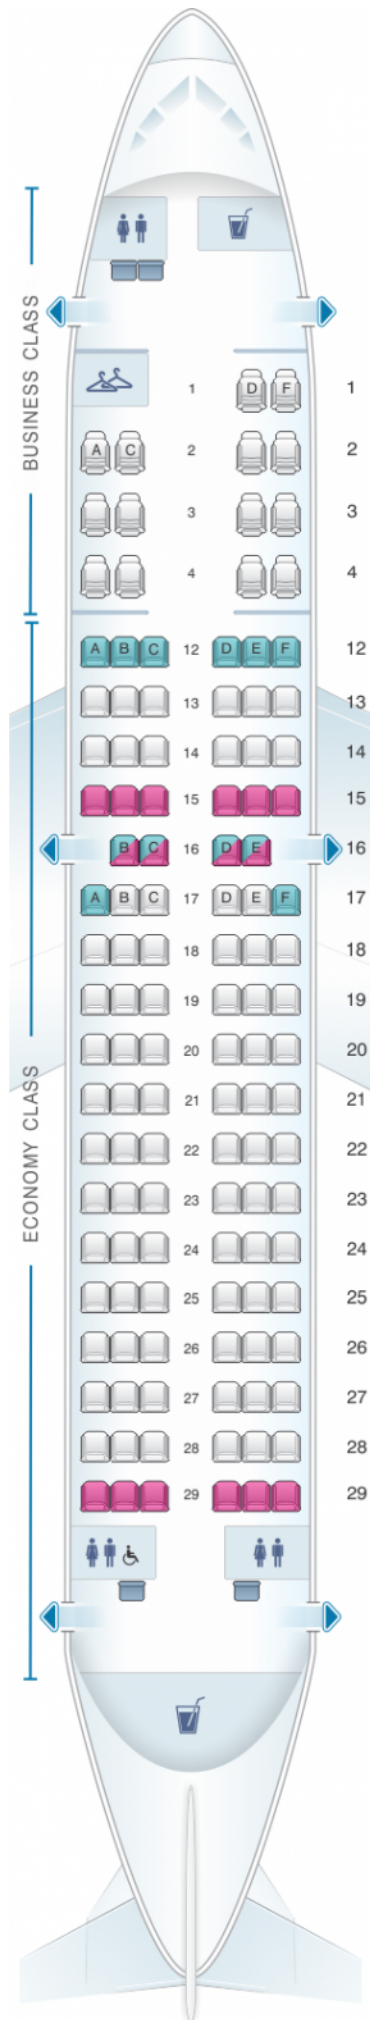 BUSINESS CLASS
1 D F 1
A C 2 2
3 3
4 4
A B C 12 D E F 12
13 13
14 14
15 15
B C 16 D E 16
A B C 17 D E F 17
18 18
19 19
20 20
ECONOMY CLASS
21 21
22 22
23 23
24 24
25 25
26 26
27 27
28 28
29 29